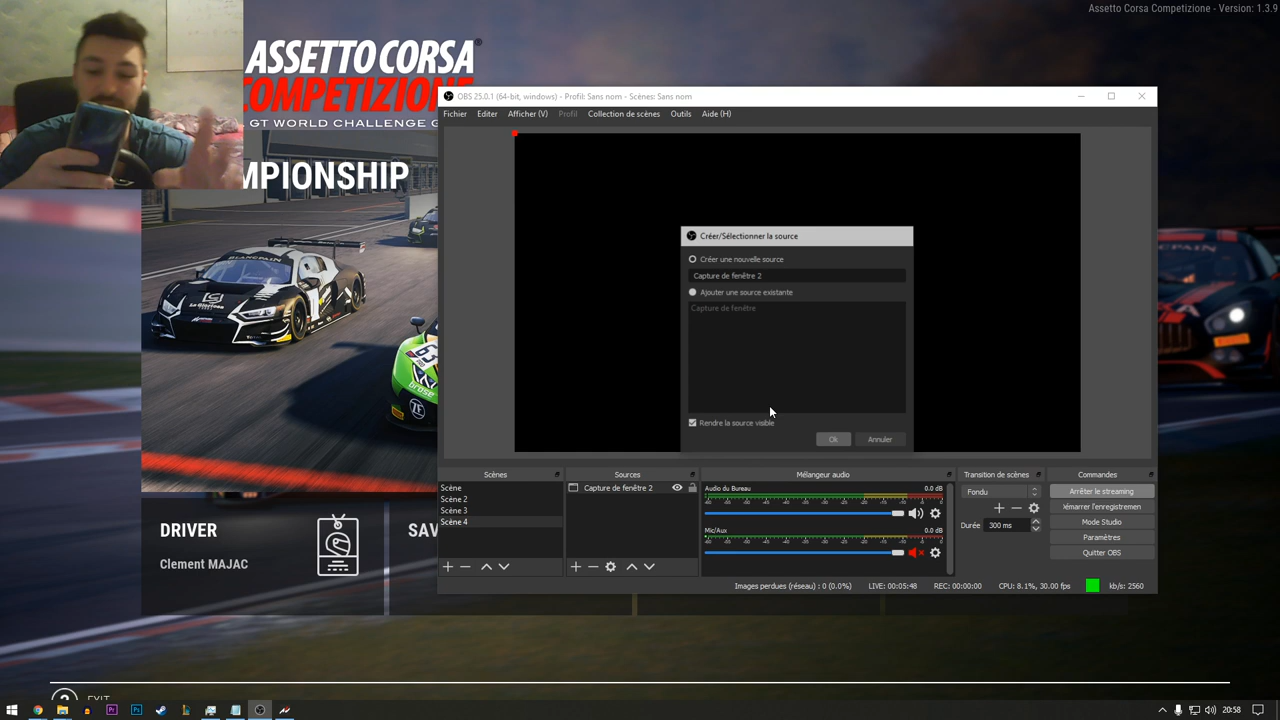 Assetto Corsa Competizione - Version: 1.3.9
ASSETTO CORSA
COMPETIZIONE
GT WORLD CHALLENGE
MPIONSHIP
OBS 25.0.1 (64-bit, windows) - Profil: Sans nom - Scènes: Sans nom
Fichier Editer Afficher (V) Profil Collection de scènes Outils Aide (H)
Créer/Sélectionner la source
Créer une nouvelle source
Capture de fenêtre 2
Ajouter une source existante
Capture de fenêtre
Rendre la source visible
Ok Annuler
Scènes
Scène
Scène 2
Scène 3
Scène 4
Sources
Capture de fenêtre 2
Mélangeur audio
Audio du Bureau 0.0 dB
Mic/Aux 0.0 dB
Transition de scènes
Fondu
Durée 300 ms
Commandes
Arrêter le streaming
émarrer l'enregistremen
Mode Studio
Paramètres
Quitter OBS
Images perdues (réseau) : 0 (0.0%) LIVE: 00:05:48 REC: 00:00:00 CPU: 8.1%, 30.00 fps kb/s: 2560
DRIVER
Clement MAJAC
SAV
EXIT
20:58